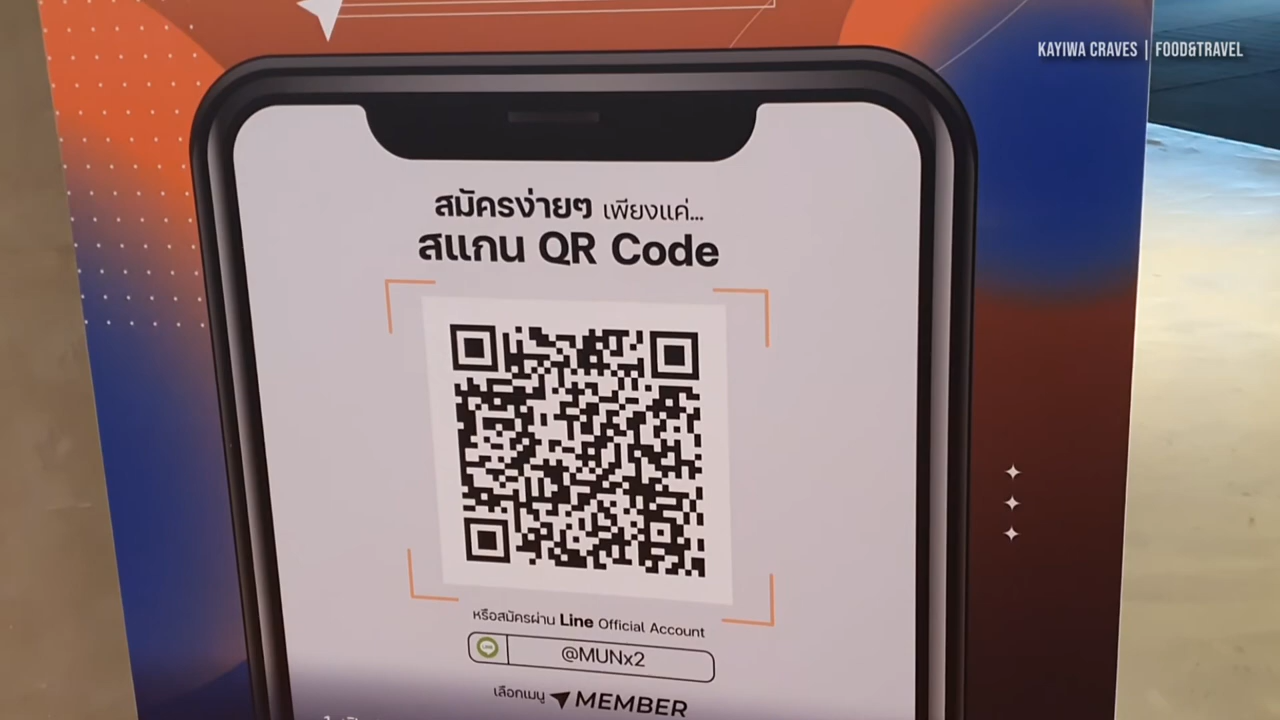 KAYIWA CRAVES | FOOD&TRAVEL
สมัครง่ายๆ เพียงแค่...
สแกน QR Code
หรือสมัครผ่าน Line Official Account
LINE
@MUNx2
เลือกเมนู MEMBER